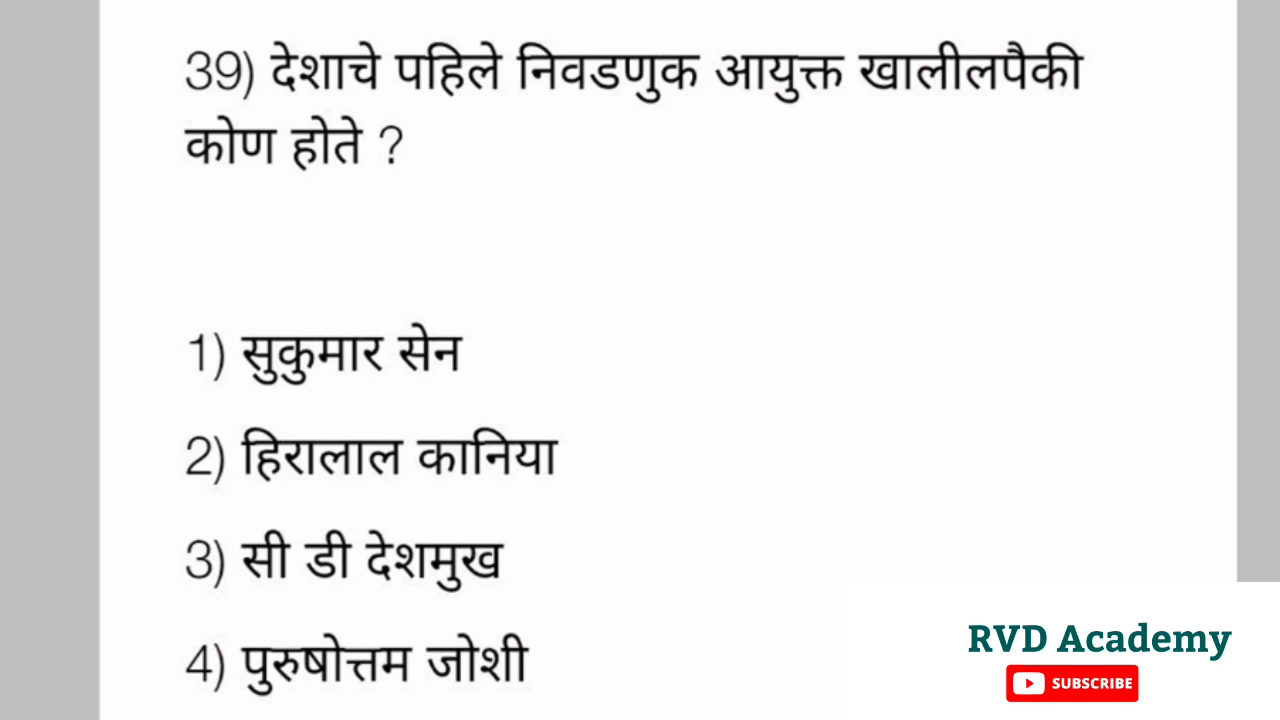 39) देशाचे पहिले निवडणुक आयुक्त खालीलपैकी
कोण होते ?
1) सुकुमार सेन
2) हिरालाल कानिया
3) सी डी देशमुख
4) पुरुषोत्तम जोशी
RVD Academy
SUBSCRIBE